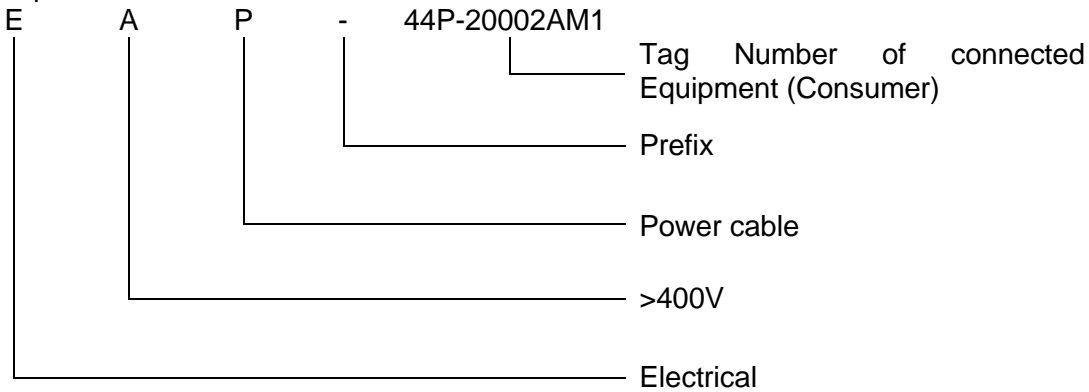 E A P - 44P-20002AM1
Tag Number of connected
Equipment (Consumer)
Prefix
Power cable
>400V
Electrical